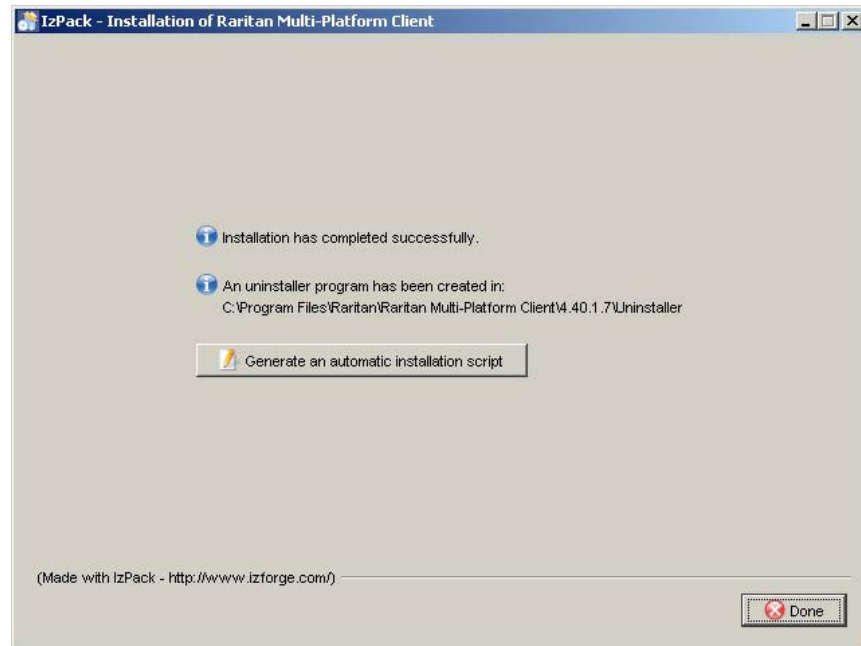 IzPack - Installation of Raritan Multi-Platform Client
Installation has completed successfully.
An uninstaller program has been created in:
C:\Program Files\Raritan\Raritan Multi-Platform Client\4.40.1.7\Uninstaller
Generate an automatic installation script
(Made with IzPack - http://www.izforge.com/)
Done